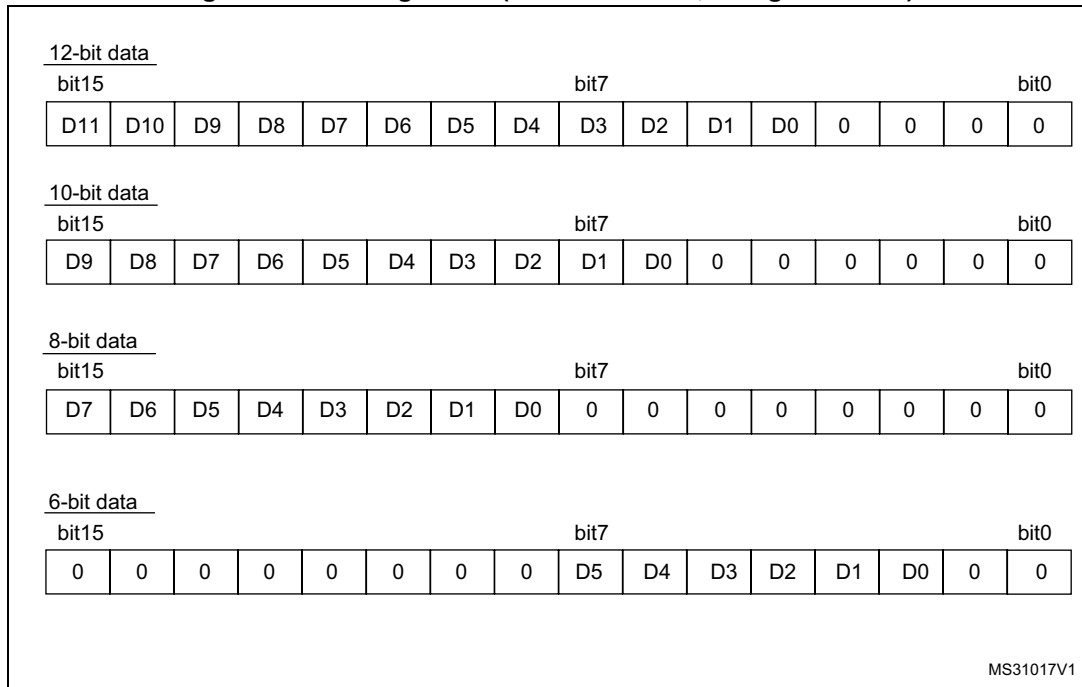 12-bit data
bit15 bit7 bit0
D11 D10 D9 D8 D7 D6 D5 D4 D3 D2 D1 D0 0 0 0 0
10-bit data
bit15 bit7 bit0
D9 D8 D7 D6 D5 D4 D3 D2 D1 D0 0 0 0 0 0 0
8-bit data
bit15 bit7 bit0
D7 D6 D5 D4 D3 D2 D1 D0 0 0 0 0 0 0 0 0
6-bit data
bit15 bit7 bit0
0 0 0 0 0 0 0 0 D5 D4 D3 D2 D1 D0 0 0
MS31017V1